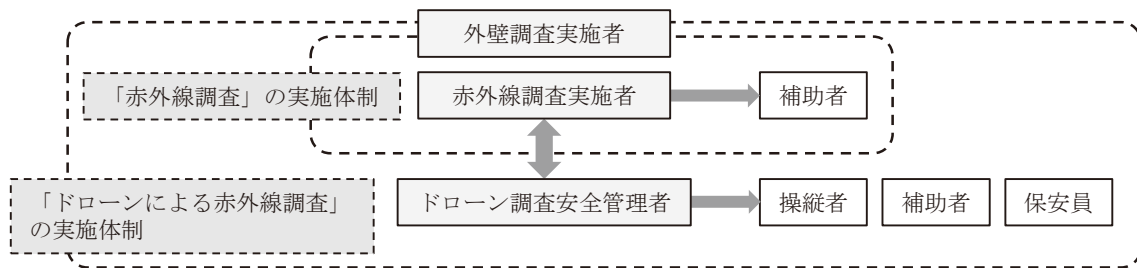 外壁調査実施者
「赤外線調査」の実施体制
赤外線調査実施者
補助者
「ドローンによる赤外線調査」
の実施体制
ドローン調査安全管理者
操縦者
補助者
保安員